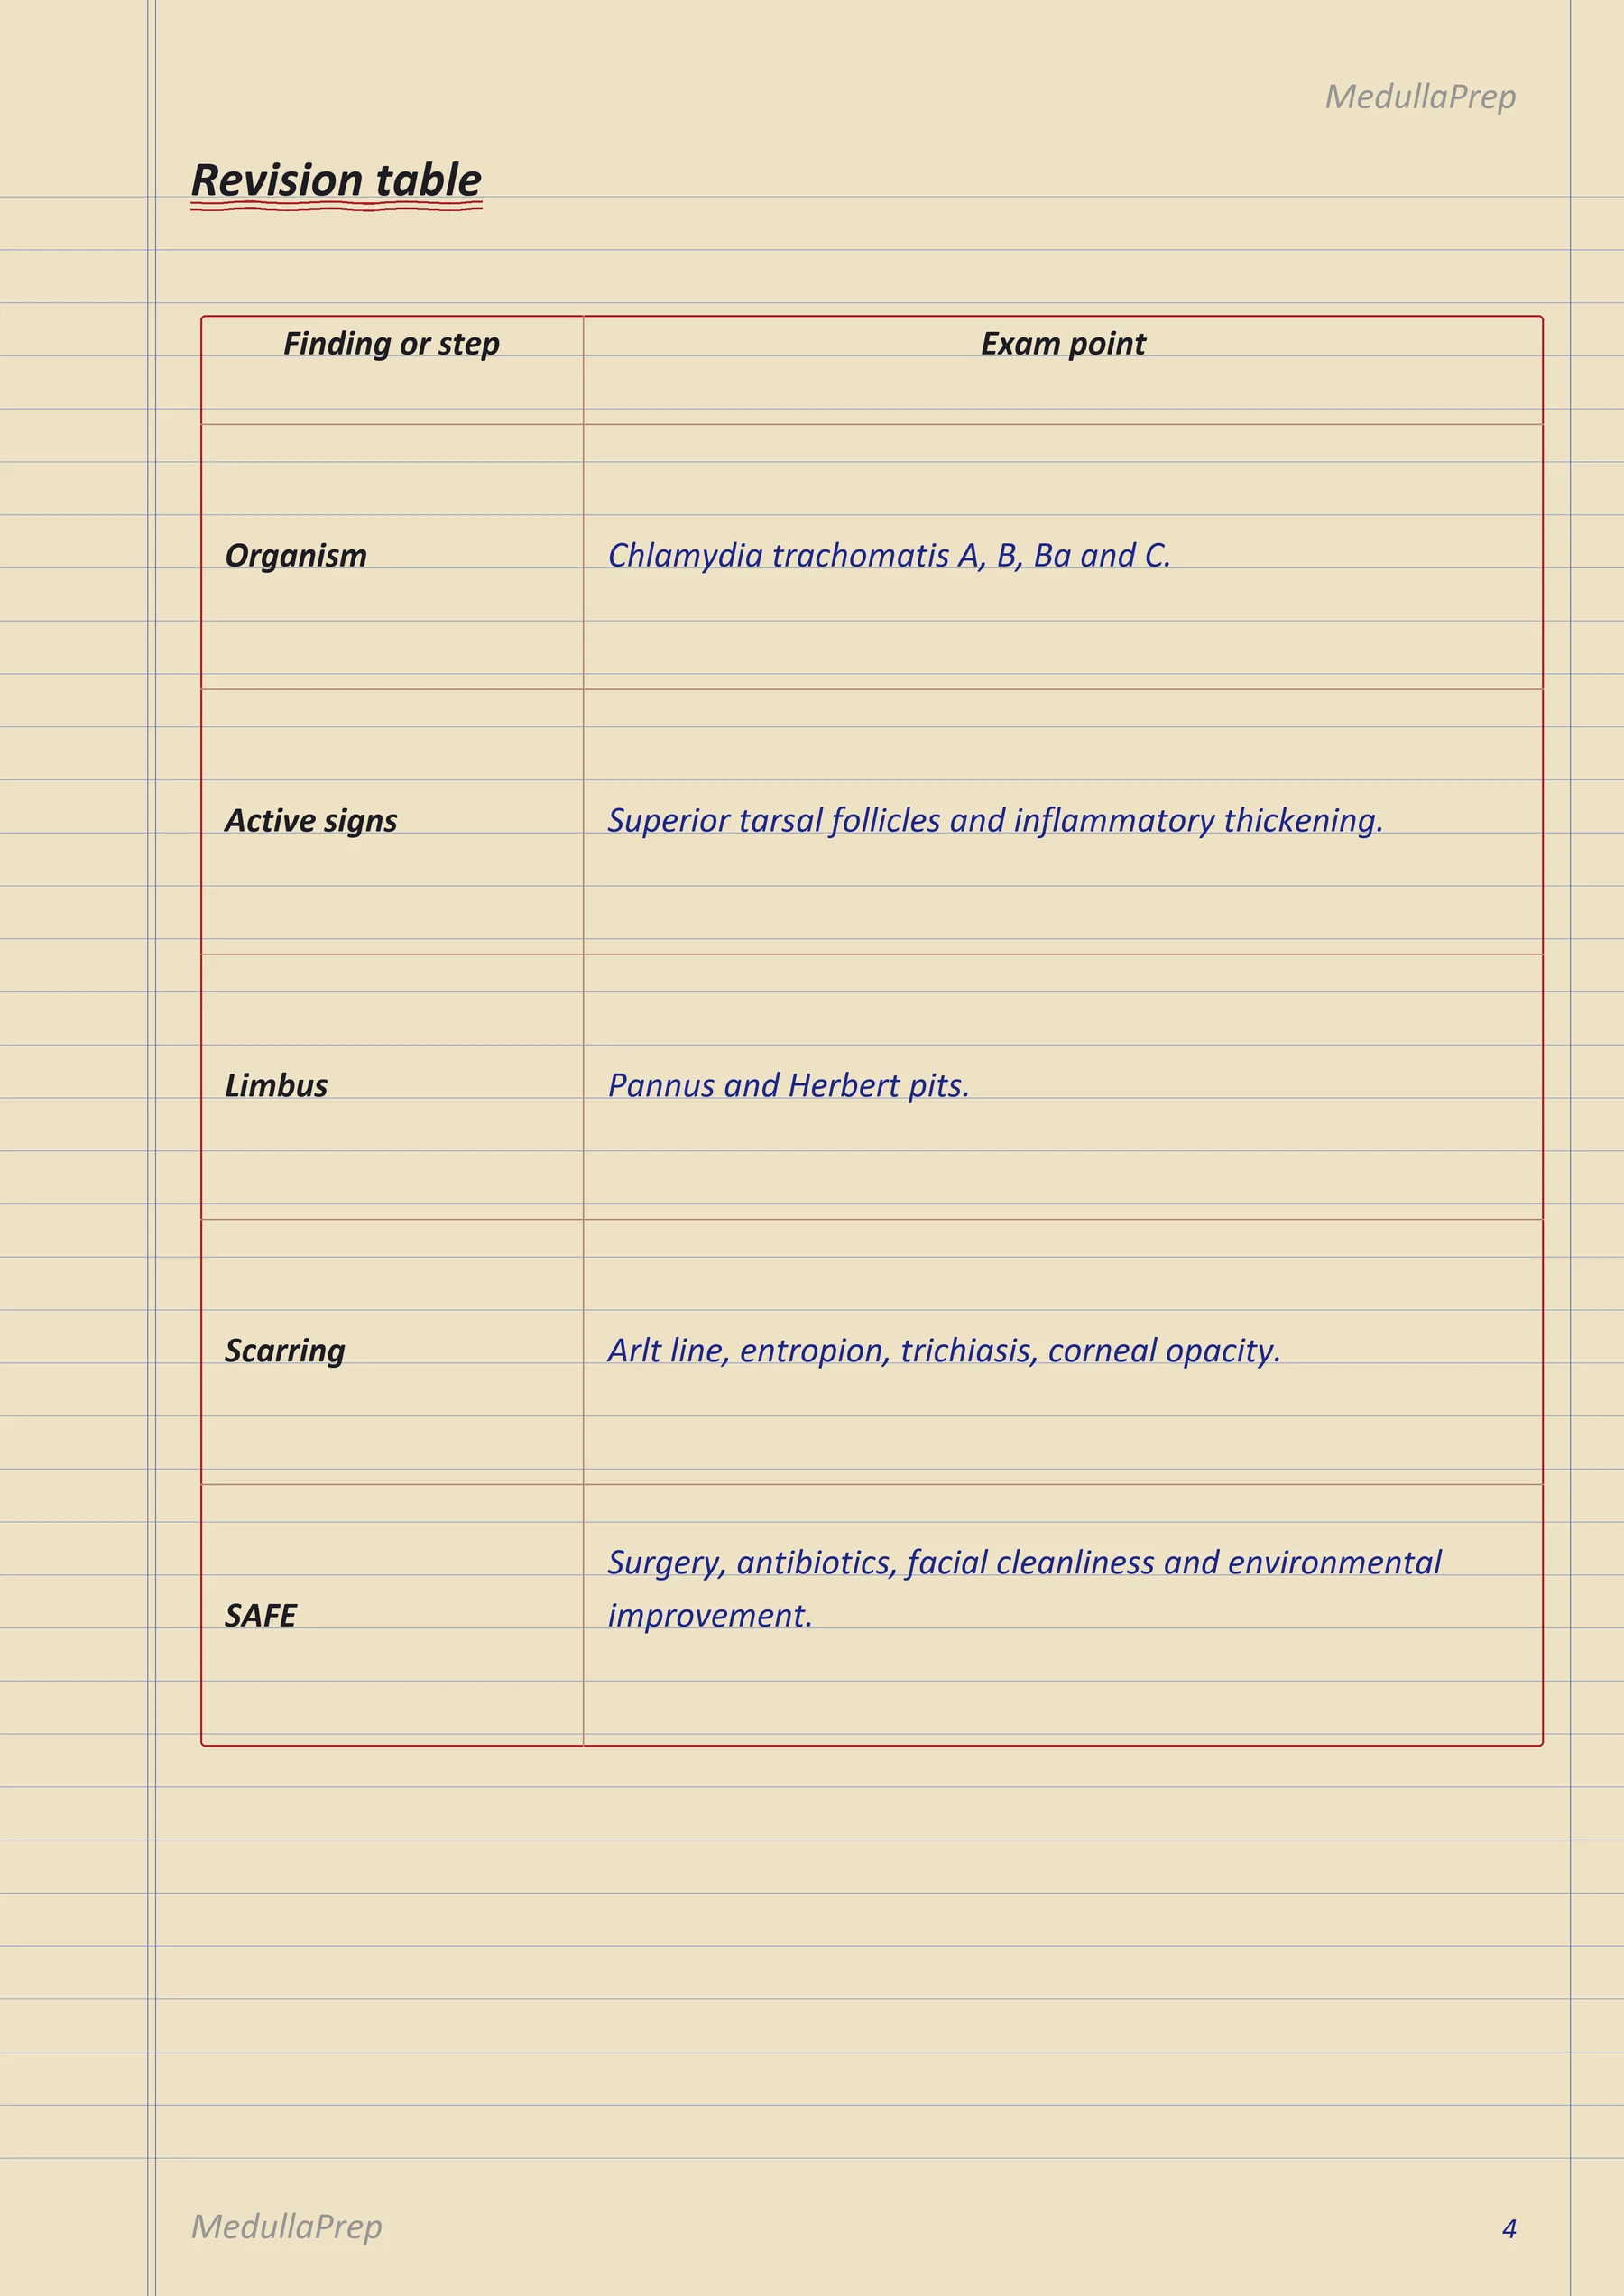 MedullaPrep
Revision table
Finding or step
Exam point
Organism
Chlamydia trachomatis A, B, Ba and C.
Active signs
Superior tarsal follicles and inflammatory thickening.
Limbus
Pannus and Herbert pits.
Scarring
Arlt line, entropion, trichiasis, corneal opacity.
SAFE
Surgery, antibiotics, facial cleanliness and environmental
improvement.
MedullaPrep
4